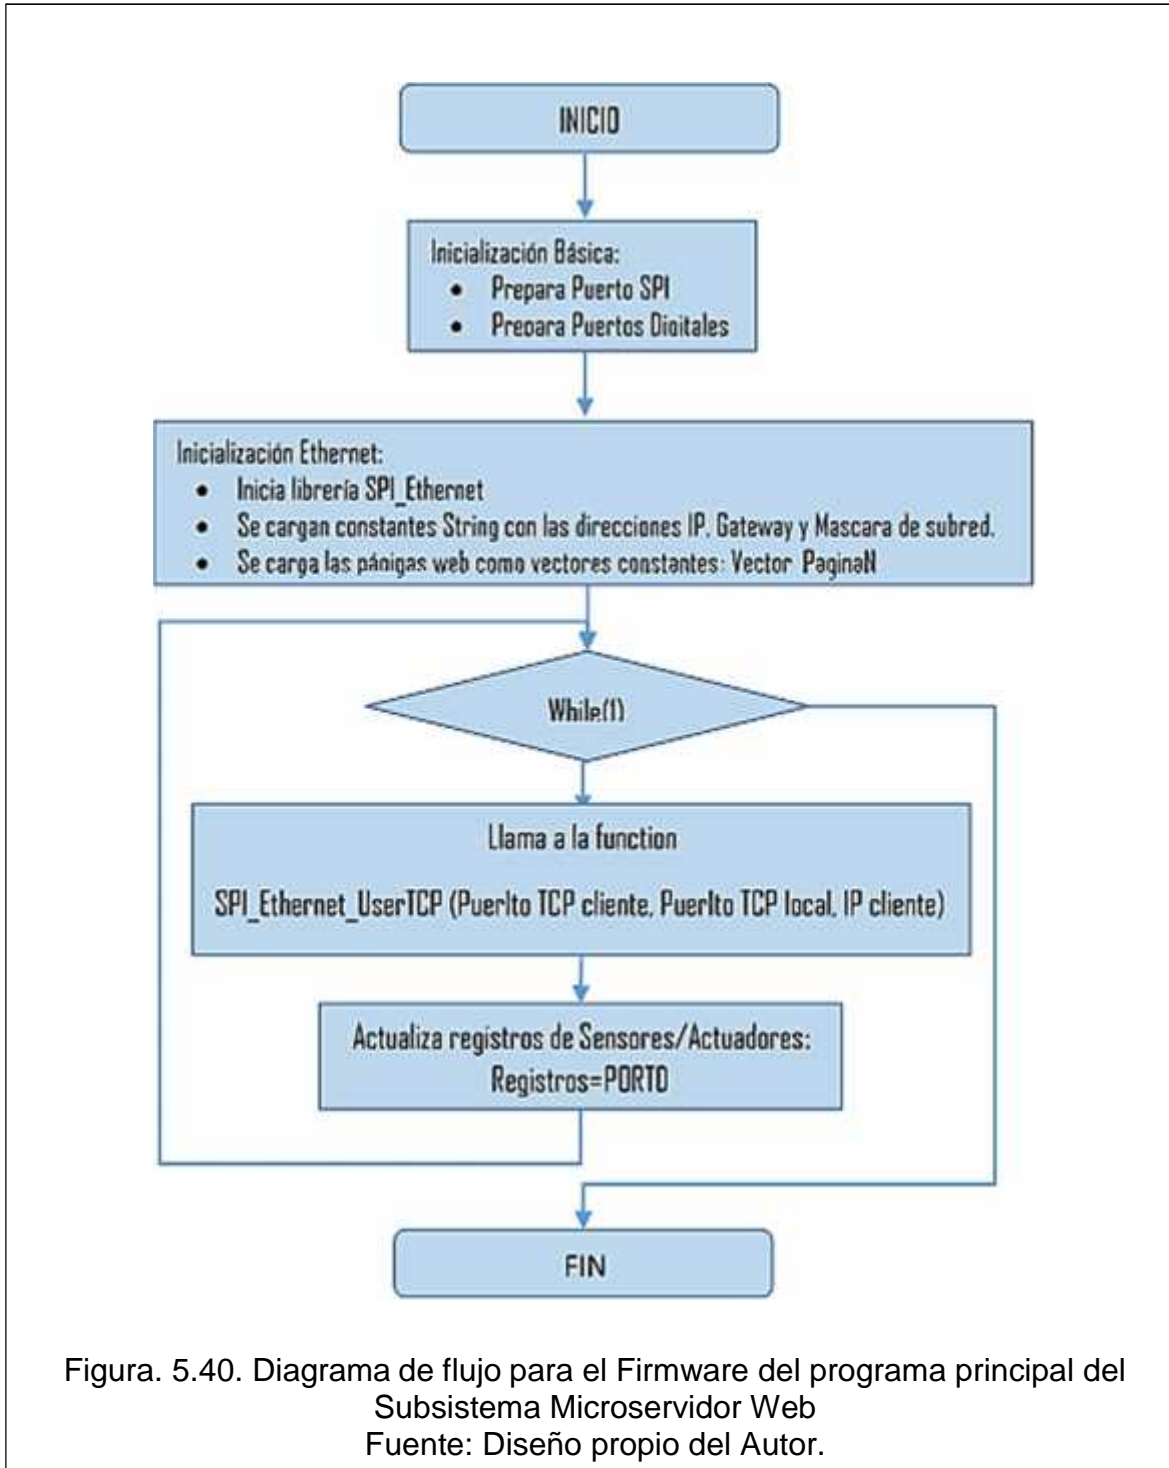 INICIO
Inicialización Básica:
• Prepara Puerto SPI
• Prepara Puertos Digitales
Inicialización Ethernet:
• Inicia librería SPI_Ethernet
• Se cargan constantes String con las direcciones IP, Gateway y Mascara de subred.
• Se carga las pánigas web como vectores constantes: Vector PaginaN
While(1)
Llama a la function
SPI_Ethernet_UserTCP (Puerlto TCP cliente, Puerlto TCP local, IP cliente)
Actualiza registros de Sensores/Actuadores:
Registros=PORTD
FIN
Figura. 5.40. Diagrama de flujo para el Firmware del programa principal del
Subsistema Microservidor Web
Fuente: Diseño propio del Autor.